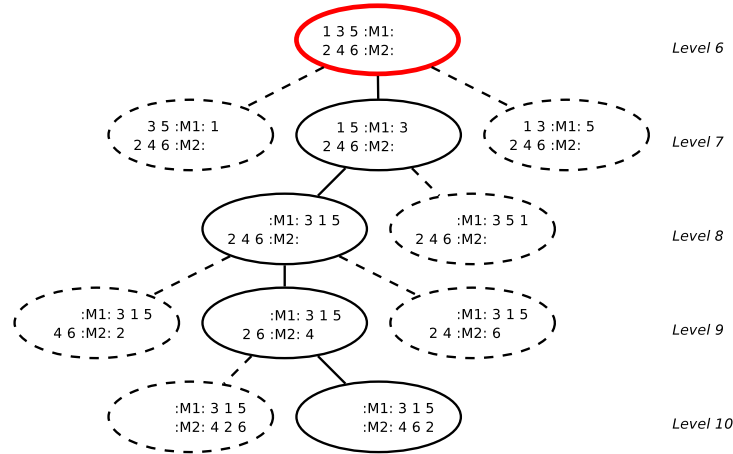 1 3 5 :M1:
2 4 6 :M2:
Level 6
3 5 :M1: 1
2 4 6 :M2:
1 5 :M1: 3
2 4 6 :M2:
1 3 :M1: 5
2 4 6 :M2:
Level 7
:M1: 3 1 5
2 4 6 :M2:
:M1: 3 5 1
2 4 6 :M2:
Level 8
:M1: 3 1 5
4 6 :M2: 2
:M1: 3 1 5
2 6 :M2: 4
:M1: 3 1 5
2 4 :M2: 6
Level 9
:M1: 3 1 5
:M2: 4 2 6
:M1: 3 1 5
:M2: 4 6 2
Level 10